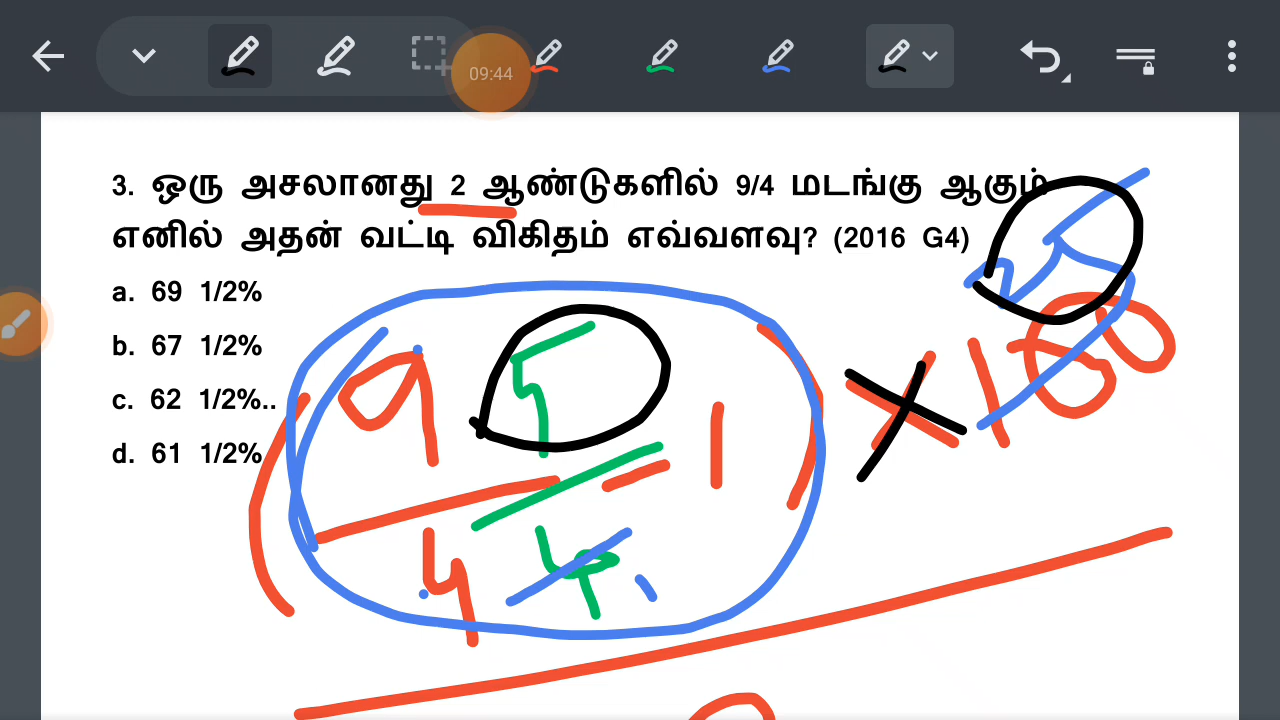 09:44
3. ஒரு அசலானது 2 ஆண்டுகளில் 9/4 மடங்கு ஆகும்
எனில் அதன் வட்டி விகிதம் எவ்வளவு? (2016 G4)
a. 69 1/2%
b. 67 1/2%
c. 62 1/2%..
d. 61 1/2%
25
9 5 - 1 × 100
4 4